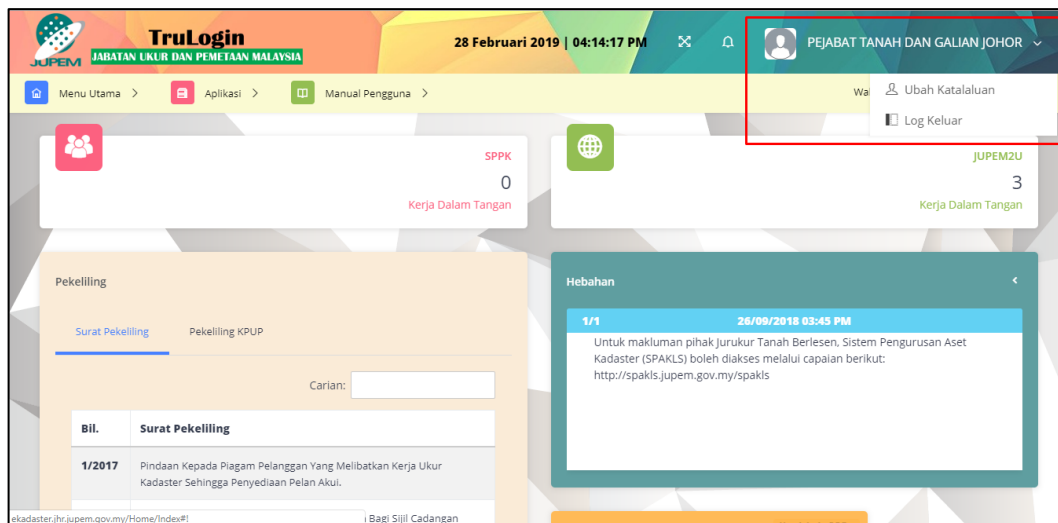 TruLogin
JUPEM
JABATAN UKUR DAN PEMETAAN MALAYSIA
28 Februari 2019 | 04:14:17 PM
PEJABAT TANAH DAN GALIAN JOHOR
Menu Utama >
Aplikasi >
Manual Pengguna >
Ubah Katalaluan
Log Keluar
SPPK
0
Kerja Dalam Tangan
JUPEM2U
3
Kerja Dalam Tangan
Pekeliling
Surat Pekeliling
Pekeliling KPUP
Carian:
Bil.
Surat Pekeliling
1/2017
Pindaan Kepada Piagam Pelanggan Yang Melibatkan Kerja Ukur
Kadaster Sehingga Penyediaan Pelan Akui.
Bagi Sijil Cadangan
Hebahan
1/1
26/09/2018 03:45 PM
Untuk makluman pihak Jurukur Tanah Berlesen, Sistem Pengurusan Aset
Kadaster (SPAKLS) boleh diakses melalui capaian berikut:
http://spakls.jupem.gov.my/spakls
ekadaster.jhr.jupem.gov.my/Home/Index#!